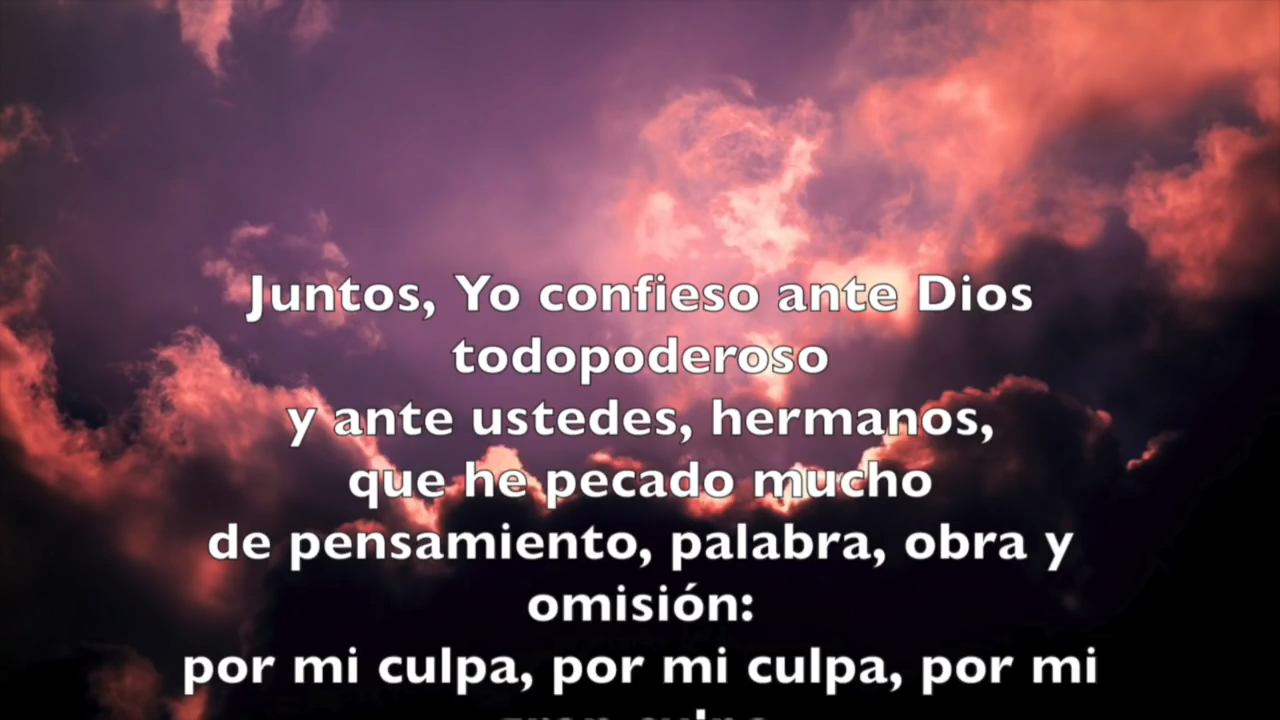 Juntos, Yo confieso ante Dios
todopoderoso
y ante ustedes, hermanos,
que he pecado mucho
de pensamiento, palabra, obra y
omisión:
por mi culpa, por mi culpa, por mi